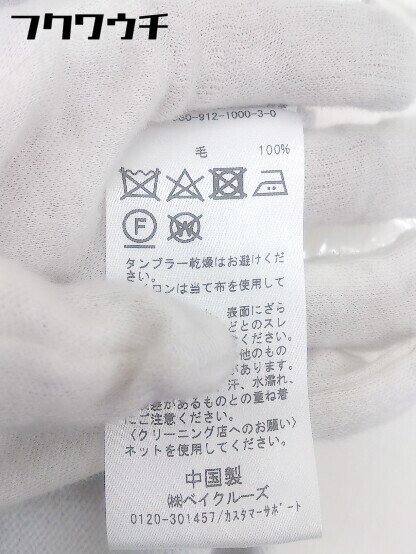 フクワウチ
80-912-1000-3-0
毛 100%
F
W
タンブラー乾燥はお避けくだ
さい。
ロンは当て布を使用して
表面にざら
どとのスレ
ください。
他のもの
があります。
汗、水濡れ、
があるものとの重ね着
にご注意ください。
〈クリーニング店へのお願い〉
ネットを使用してください。
中国製
㈱ベイクルーズ
0120-301457/カスタマーサポート